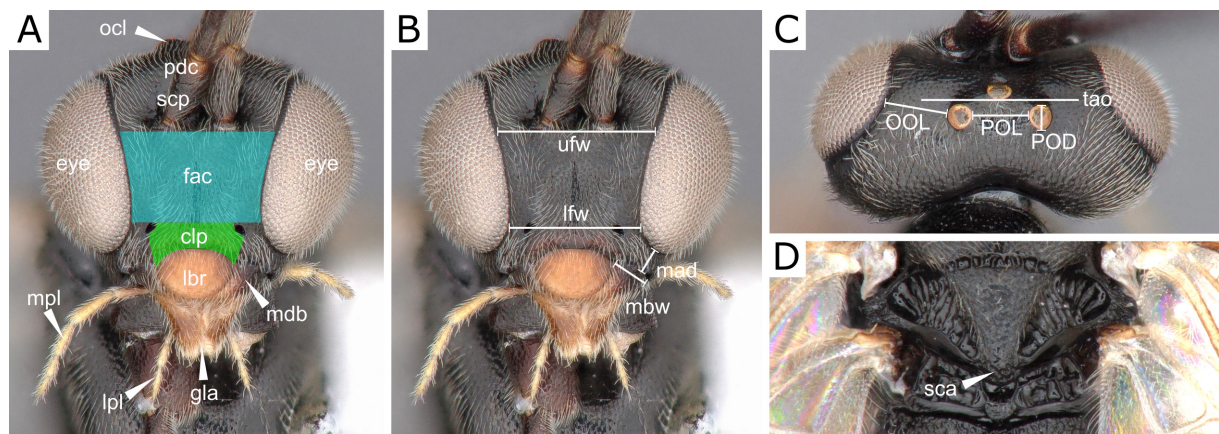 A
ocl
pdc
scp
eye
fac
eye
clp
lbr
mpl
mdb
lpl
gla
B
ufw
lfw
mad
mbw
C
tao
OOL
POL
POD
D
sca